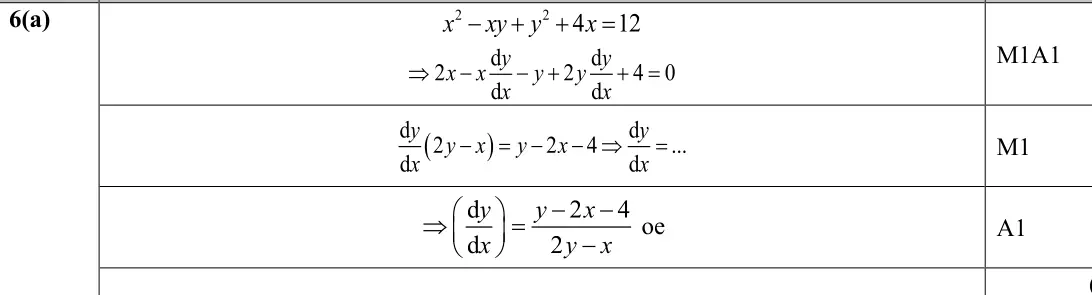 6(a)
x² − xy + y² + 4x = 12
⇒ 2x − x dy/dx − y + 2y dy/dx + 4 = 0
M1A1
dy/dx (2y − x) = y − 2x − 4 ⇒ dy/dx = ...
M1
⇒ (dy/dx) = (y − 2x − 4)/(2y − x) oe
A1